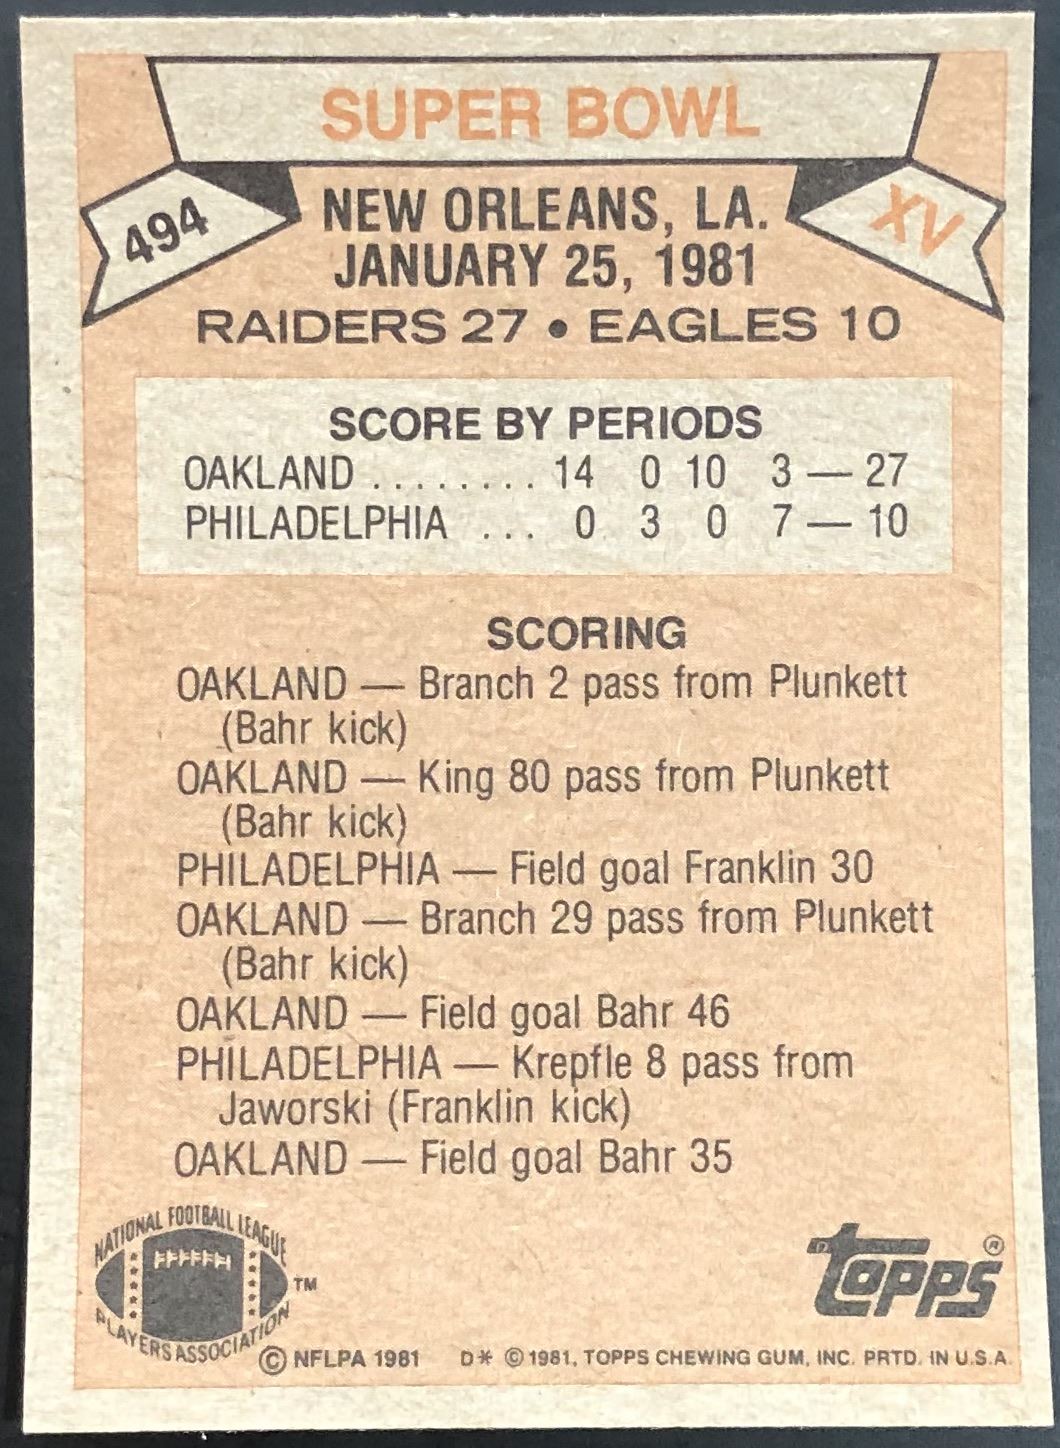 SUPER BOWL
494
XV
NEW ORLEANS, LA.
JANUARY 25, 1981
RAIDERS 27 • EAGLES 10
SCORE BY PERIODS
OAKLAND ........ 14 0 10 3 — 27
PHILADELPHIA ... 0 3 0 7 — 10
SCORING
OAKLAND — Branch 2 pass from Plunkett
(Bahr kick)
OAKLAND — King 80 pass from Plunkett
(Bahr kick)
PHILADELPHIA — Field goal Franklin 30
OAKLAND — Branch 29 pass from Plunkett
(Bahr kick)
OAKLAND — Field goal Bahr 46
PHILADELPHIA — Krepfle 8 pass from
Jaworski (Franklin kick)
OAKLAND — Field goal Bahr 35
NATIONAL FOOTBALL LEAGUE
PLAYERS ASSOCIATION
TM
topps ®
© NFLPA 1981 D* © 1981, TOPPS CHEWING GUM, INC. PRTD. IN U.S.A.